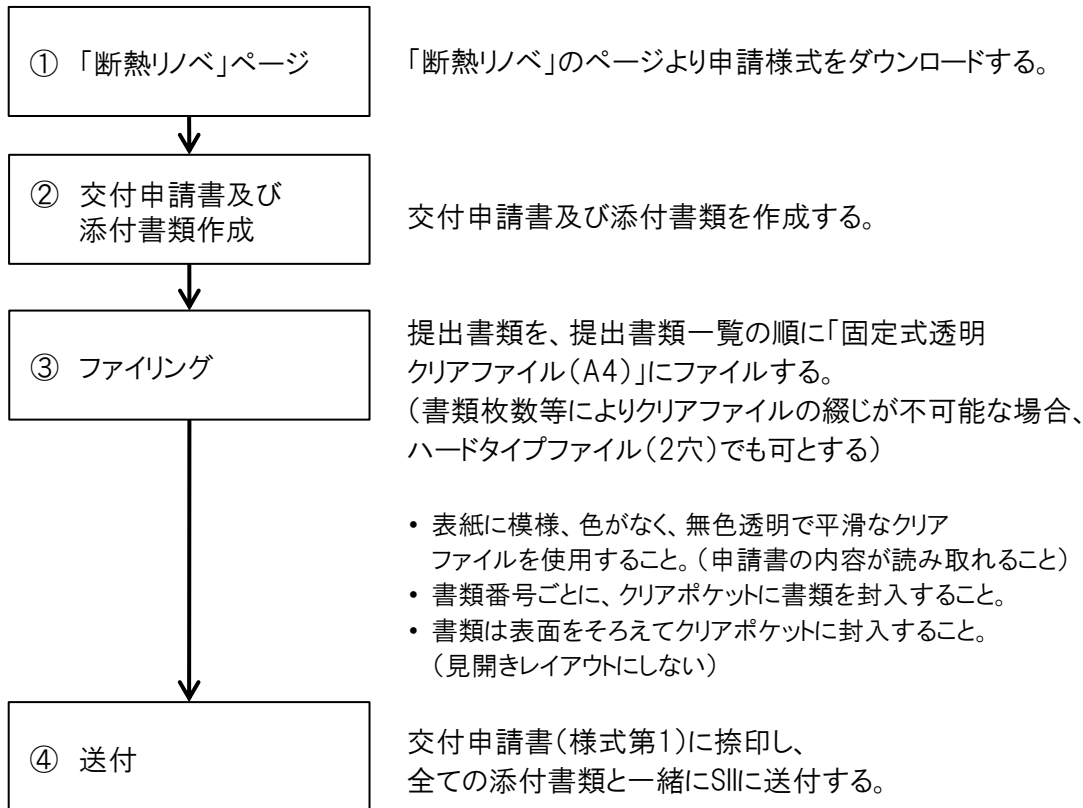 ① 「断熱リノベ」ページ
「断熱リノベ」のページより申請様式をダウンロードする。
② 交付申請書及び
添付書類作成
交付申請書及び添付書類を作成する。
③ ファイリング
提出書類を、提出書類一覧の順に「固定式透明
クリアファイル(A4)」にファイルする。
(書類枚数等によりクリアファイルの綴じが不可能な場合、
ハードタイプファイル(2穴)でも可とする)
• 表紙に模様、色がなく、無色透明で平滑なクリア
ファイルを使用すること。(申請書の内容が読み取れること)
• 書類番号ごとに、クリアポケットに書類を封入すること。
• 書類は表面をそろえてクリアポケットに封入すること。
(見開きレイアウトにしない)
④ 送付
交付申請書(様式第1)に捺印し、
全ての添付書類と一緒にSIIに送付する。